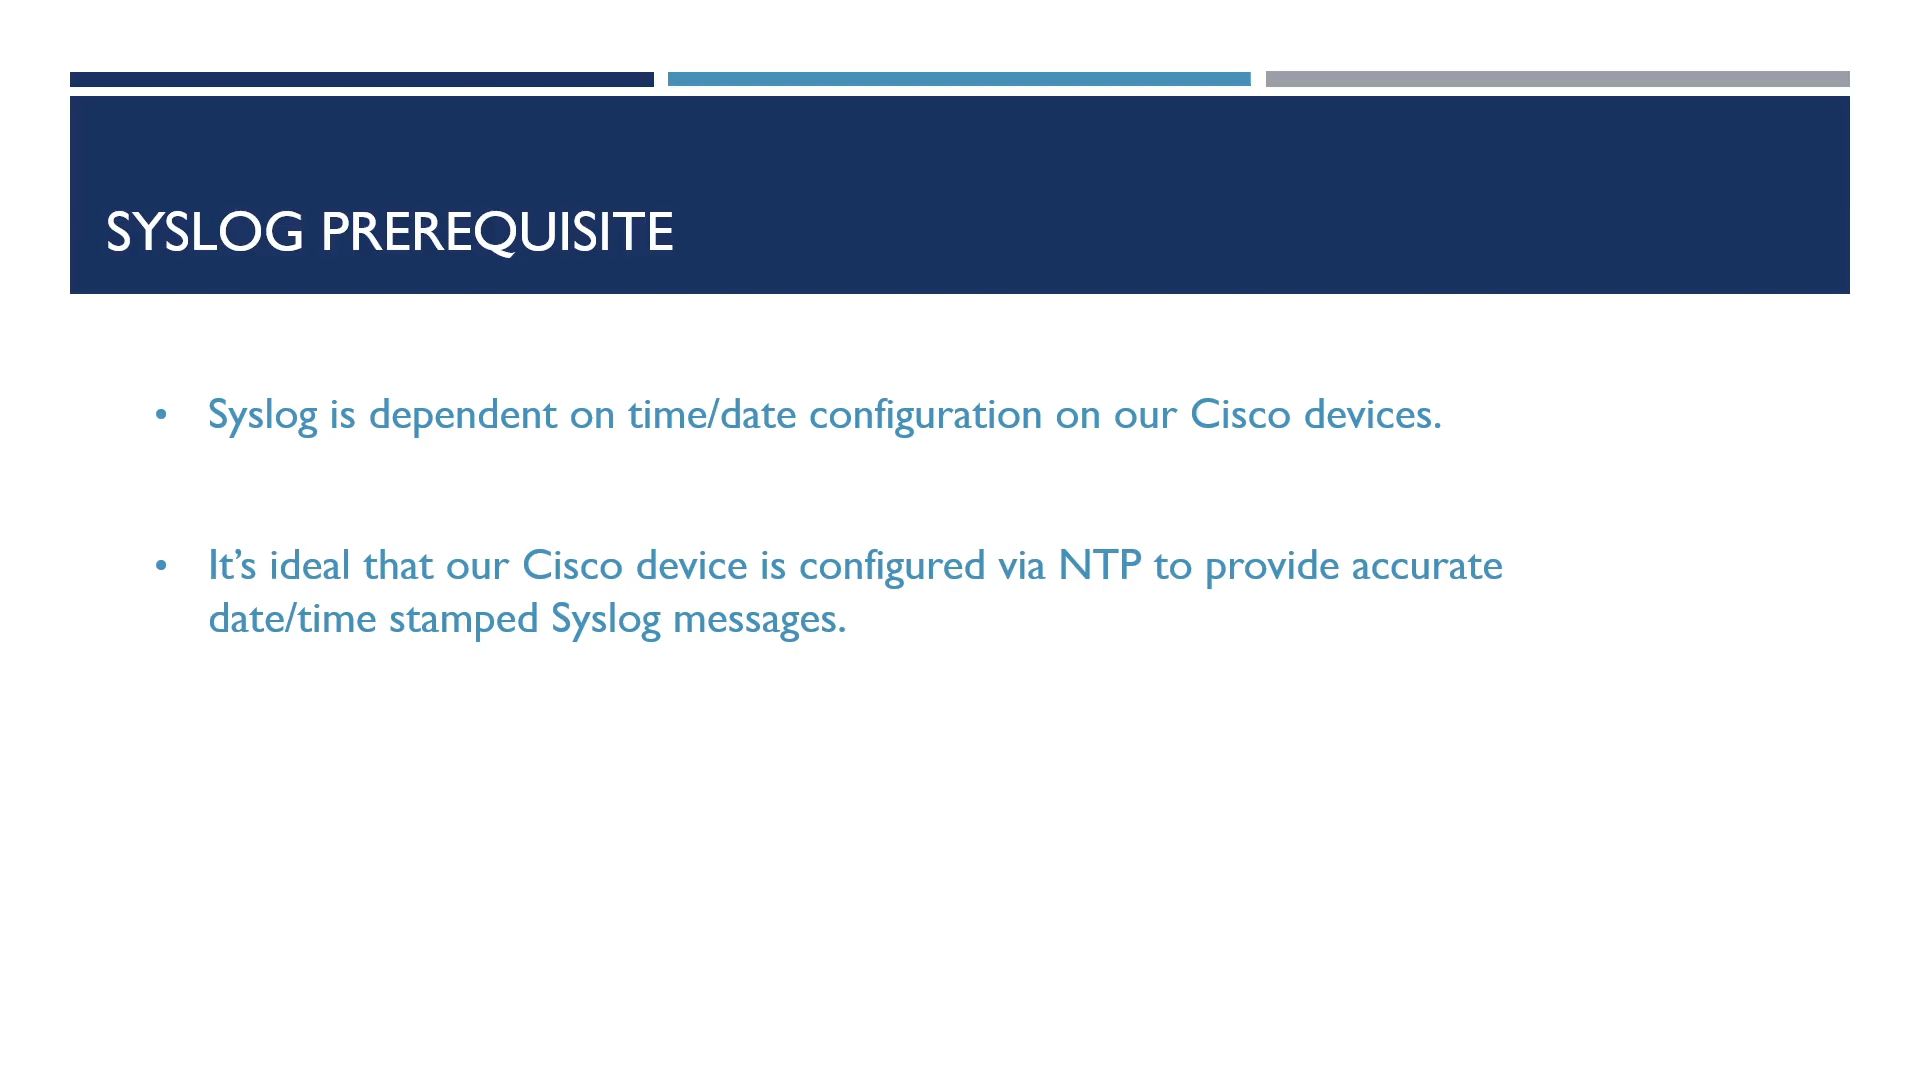 SYSLOG PREREQUISITE
• Syslog is dependent on time/date configuration on our Cisco devices.
• It’s ideal that our Cisco device is configured via NTP to provide accurate
date/time stamped Syslog messages.